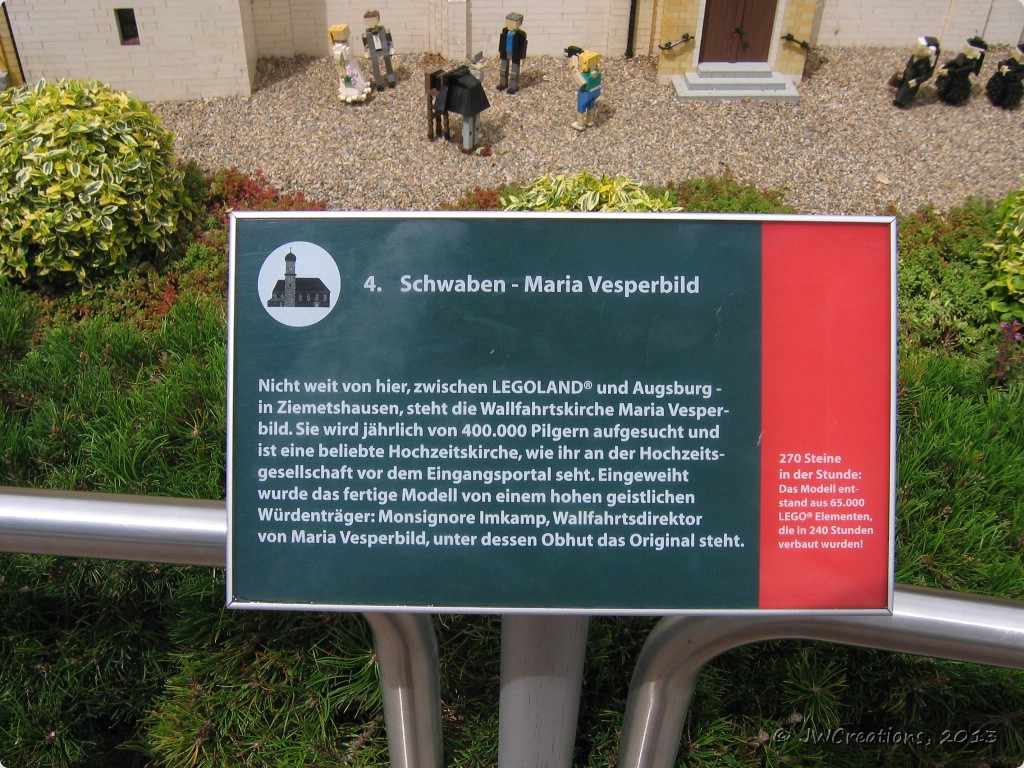 4. Schwaben - Maria Vesperbild
Nicht weit von hier, zwischen LEGOLAND® und Augsburg -
in Ziemetshausen, steht die Wallfahrtskirche Maria Vesper-
bild. Sie wird jährlich von 400.000 Pilgern aufgesucht und
ist eine beliebte Hochzeitskirche, wie ihr an der Hochzeits-
gesellschaft vor dem Eingangsportal seht. Eingeweiht
wurde das fertige Modell von einem hohen geistlichen
Würdenträger: Monsignore Imkamp, Wallfahrtsdirektor
von Maria Vesperbild, unter dessen Obhut das Original steht.
270 Steine
in der Stunde:
Das Modell ent-
stand aus 65.000
LEGO® Elementen,
die in 240 Stunden
verbaut wurden!
© JWCreations, 2013